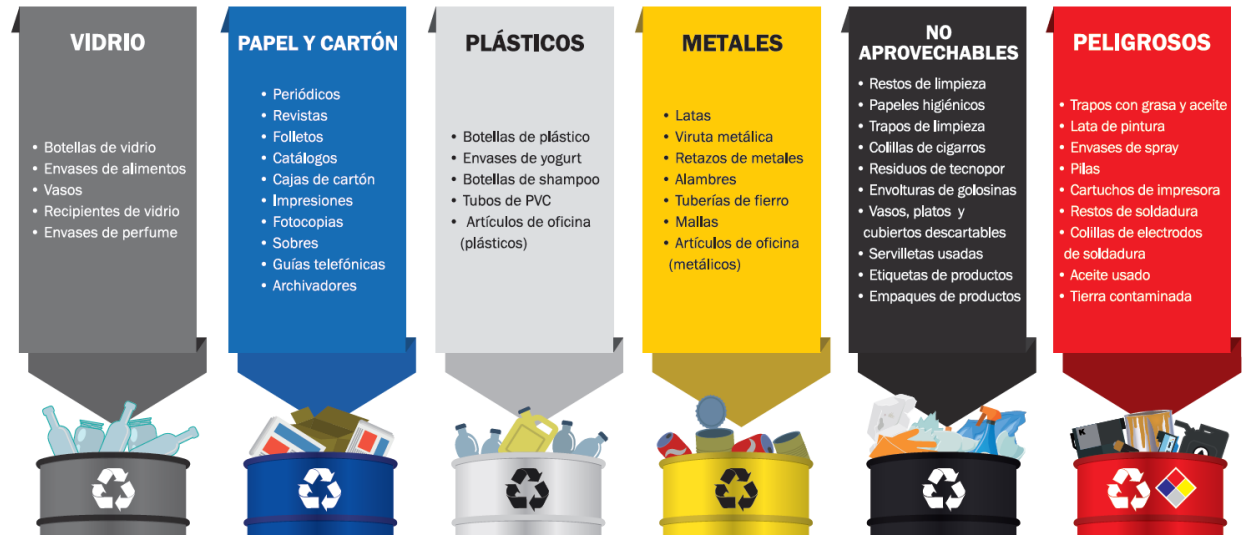 VIDRIO
• Botellas de vidrio
• Envases de alimentos
• Vasos
• Recipientes de vidrio
• Envases de perfume
PAPEL Y CARTÓN
• Periódicos
• Revistas
• Folletos
• Catálogos
• Cajas de cartón
• Impresiones
• Fotocopias
• Sobres
• Guías telefónicas
• Archivadores
PLÁSTICOS
• Botellas de plástico
• Envases de yogurt
• Botellas de shampoo
• Tubos de PVC
• Artículos de oficina
(plásticos)
METALES
• Latas
• Viruta metálica
• Retazos de metales
• Alambres
• Tuberías de fierro
• Mallas
• Artículos de oficina
(metálicos)
NO
APROVECHABLES
• Restos de limpieza
• Papeles higiénicos
• Trapos de limpieza
• Colillas de cigarros
• Residuos de tecnopor
• Envolturas de golosinas
• Vasos, platos y
cubiertos descartables
• Servilletas usadas
• Etiquetas de productos
• Empaques de productos
PELIGROSOS
• Trapos con grasa y aceite
• Lata de pintura
• Envases de spray
• Pilas
• Cartuchos de impresora
• Restos de soldadura
• Colillas de electrodos
de soldadura
• Aceite usado
• Tierra contaminada
K